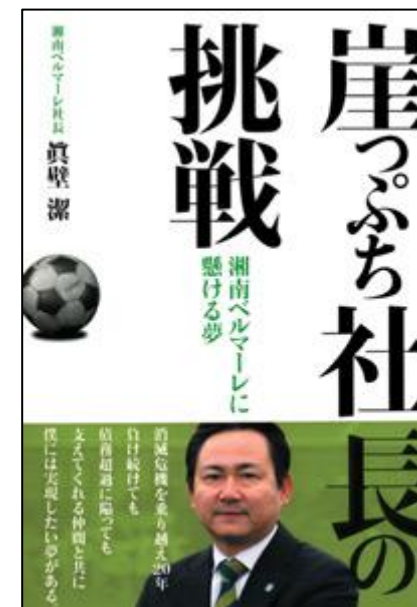 崖っぷち社長の
挑戦
湘南ベルマーレに
懸ける夢
湘南ベルマーレ社長
眞壁 潔
消滅危機を乗り越え20年
負け続けても
債務超過に陥っても
支えてくれる仲間と共に
僕には実現したい夢がある。